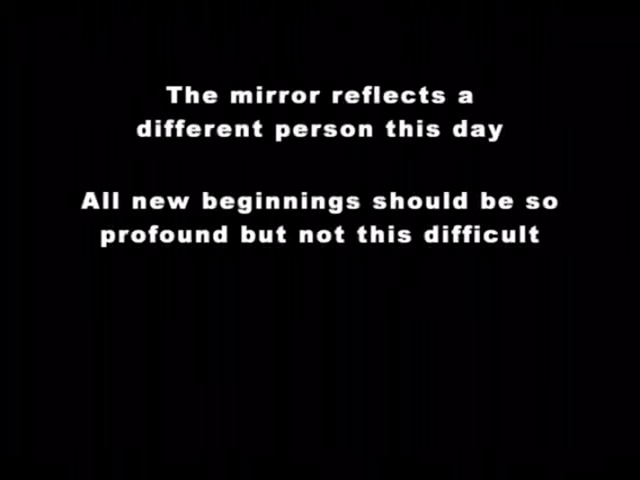 The mirror reflects a
different person this day
All new beginnings should be so
profound but not this difficult